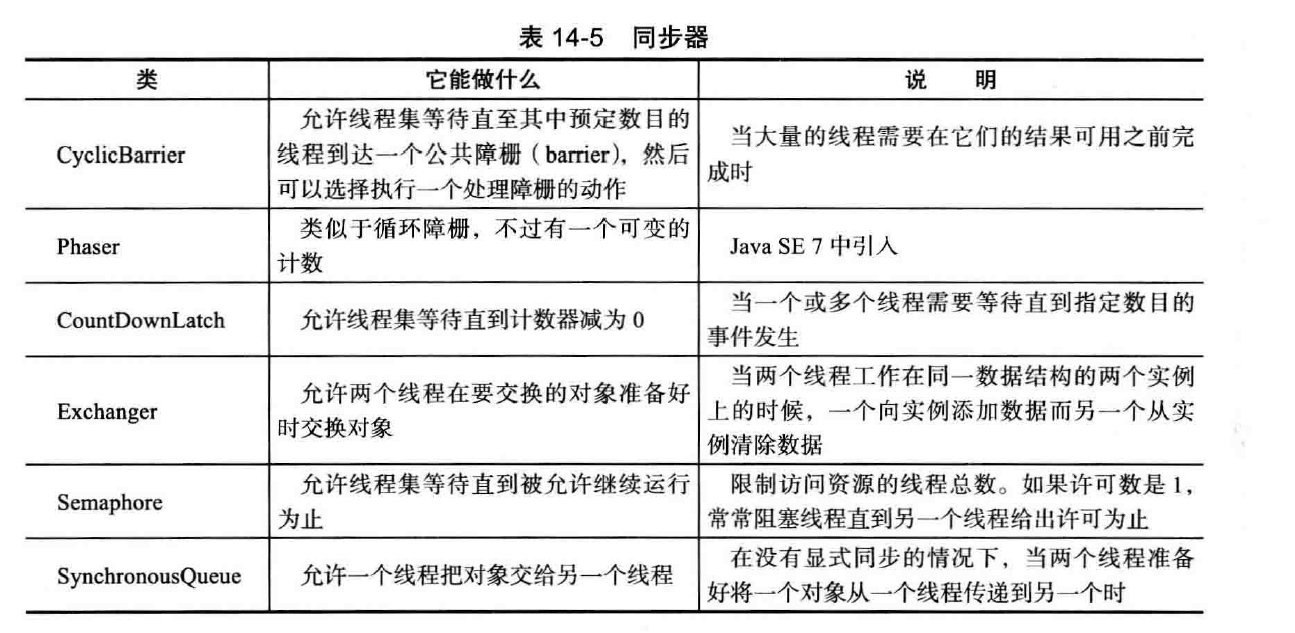 表 14-5 同步器
类 它能做什么 说 明
CyclicBarrier
允许线程集等待直至其中预定数目的
线程到达一个公共障栅（barrier），然后
可以选择执行一个处理障栅的动作
当大量的线程需要在它们的结果可用之前完
成时
Phaser
类似于循环障栅，不过有一个可变的
计数
Java SE 7 中引入
CountDownLatch
允许线程集等待直到计数器减为 0
当一个或多个线程需要等待直到指定数目的
事件发生
Exchanger
允许两个线程在要交换的对象准备好
时交换对象
当两个线程工作在同一数据结构的两个实例
上的时候，一个向实例添加数据而另一个从实
例清除数据
Semaphore
允许线程集等待直到被允许继续运行
为止
限制访问资源的线程总数。如果许可数是 1，
常常阻塞线程直到另一个线程给出许可为止
SynchronousQueue
允许一个线程把对象交给另一个线程
在没有显式同步的情况下，当两个线程准备
好将一个对象从一个线程传递到另一个时